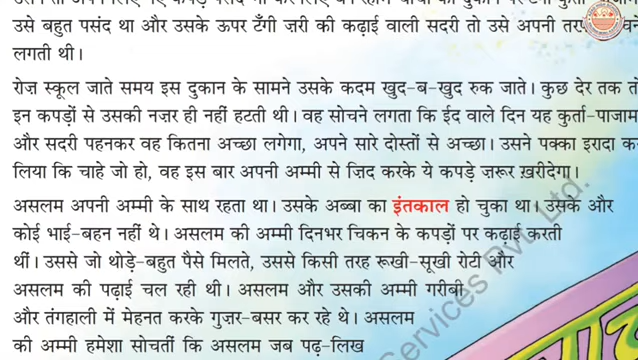 उसे बहुत पसंद था और उसके ऊपर टँगी ज़री की कढ़ाई वाली सदरी तो उसे अपनी तरफ़
लगती थी।
रोज़ स्कूल जाते समय इस दुकान के सामने उसके कदम खुद-ब-खुद रुक जाते। कुछ देर तक
इन कपड़ों से उसकी नज़र ही नहीं हटती थी। वह सोचने लगता कि ईद वाले दिन यह कुर्ता-पाजाम
और सदरी पहनकर वह कितना अच्छा लगेगा, अपने सारे दोस्तों से अच्छा। उसने पक्का इरादा क
लिया कि चाहे जो हो, वह इस बार अपनी अम्मी से ज़िद करके ये कपड़े ज़रूर ख़रीदेगा।
असलम अपनी अम्मी के साथ रहता था। उसके अब्बा का इंतकाल हो चुका था। उसके और
कोई भाई-बहन नहीं थे। असलम की अम्मी दिनभर चिकन के कपड़ों पर कढ़ाई करती
थीं। उससे जो थोड़े-बहुत पैसे मिलते, उससे किसी तरह रूखी-सूखी रोटी और
असलम की पढ़ाई चल रही थी। असलम और उसकी अम्मी गरीबी
और तंगहाली में मेहनत करके गुज़र-बसर कर रहे थे। असलम
की अम्मी हमेशा सोचतीं कि असलम जब पढ़-लिख
Services Pvt. Ltd.